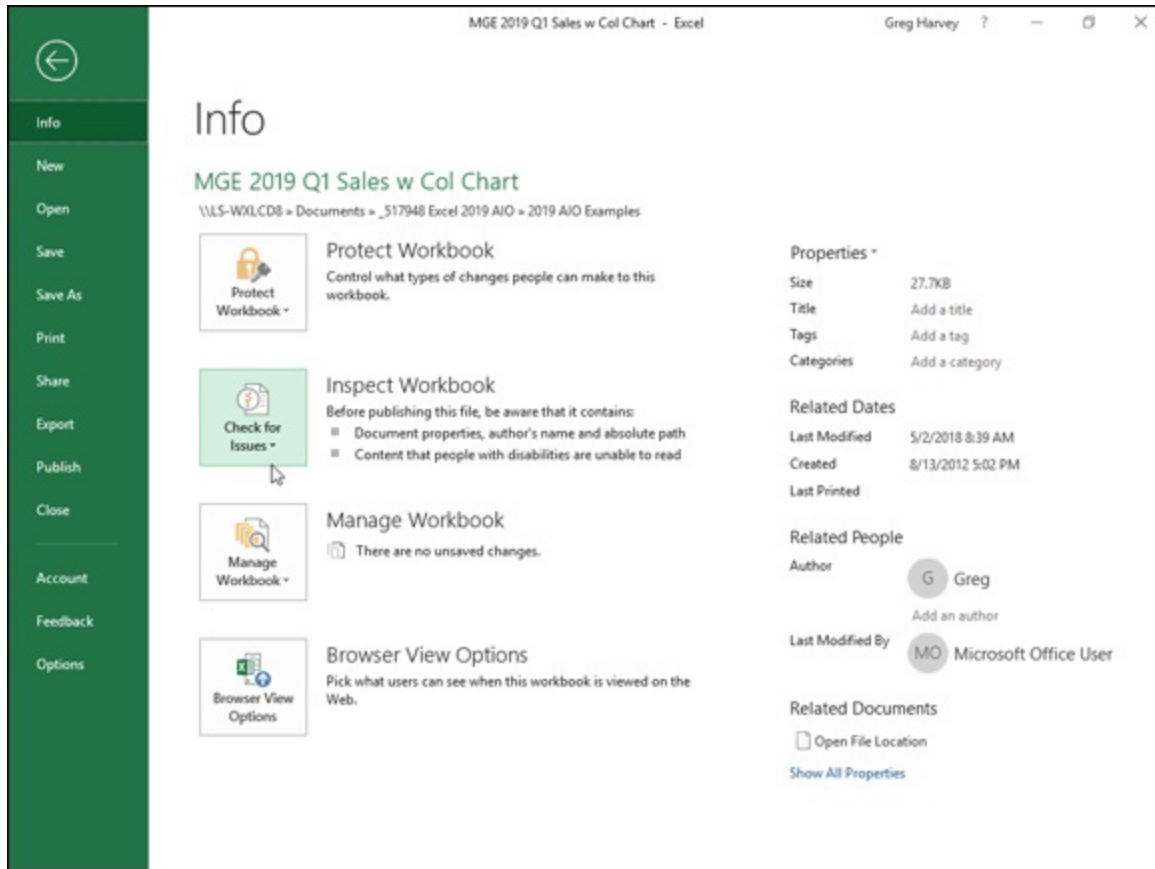 MGE 2019 Q1 Sales w Col Chart - Excel
Greg Harvey ?
Info
New
Open
Save
Save As
Print
Share
Export
Publish
Close
Account
Feedback
Options
Info
MGE 2019 Q1 Sales w Col Chart
\\LS-WXLCD8 » Documents » _517948 Excel 2019 AIO » 2019 AIO Examples
Protect
Workbook
Protect Workbook
Control what types of changes people can make to this
workbook.
Check for
Issues
Inspect Workbook
Before publishing this file, be aware that it contains:
Document properties, author's name and absolute path
Content that people with disabilities are unable to read
Manage
Workbook
Manage Workbook
There are no unsaved changes.
Browser View
Options
Browser View Options
Pick what users can see when this workbook is viewed on the
Web.
Properties
Size 27.7KB
Title Add a title
Tags Add a tag
Categories Add a category
Related Dates
Last Modified 5/2/2018 8:39 AM
Created 8/13/2012 5:02 PM
Last Printed
Related People
Author
G Greg
Add an author
Last Modified By
MO Microsoft Office User
Related Documents
Open File Location
Show All Properties